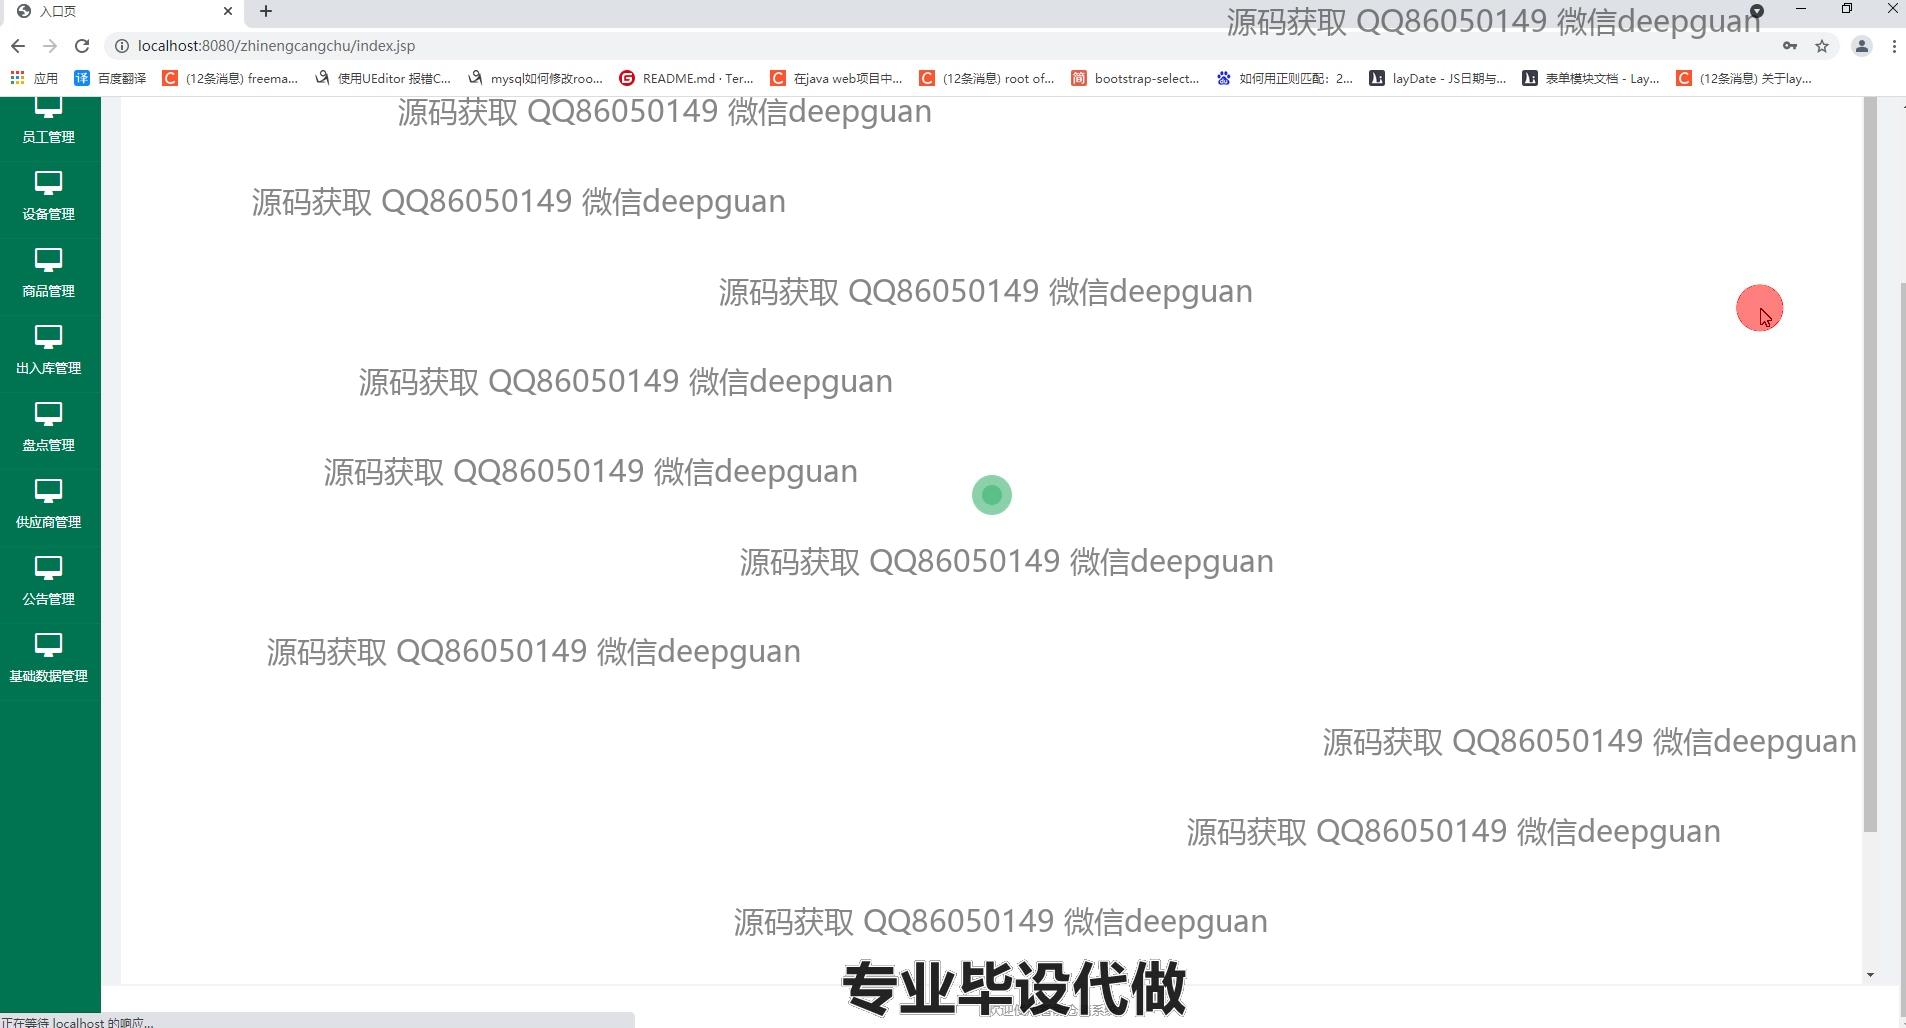 入口页
源码获取 QQ86050149 微信deepguan
localhost:8080/zhinengcangchu/index.jsp
应用 百度翻译 (12条消息) freema... 使用UEditor 报错C... mysql如何修改roo... README.md · Ter... 在java web项目中... (12条消息) root of... bootstrap-select... 如何用正则匹配：2... layDate - JS日期与... 表单模块文档 - Lay... (12条消息) 关于lay...
源码获取 QQ86050149 微信deepguan
员工管理
源码获取 QQ86050149 微信deepguan
设备管理
源码获取 QQ86050149 微信deepguan
商品管理
出入库管理
源码获取 QQ86050149 微信deepguan
盘点管理
源码获取 QQ86050149 微信deepguan
供应商管理
源码获取 QQ86050149 微信deepguan
公告管理
源码获取 QQ86050149 微信deepguan
基础数据管理
源码获取 QQ86050149 微信deepguan
源码获取 QQ86050149 微信deepguan
源码获取 QQ86050149 微信deepguan
专业毕设代做
正在等待 localhost 的响应...